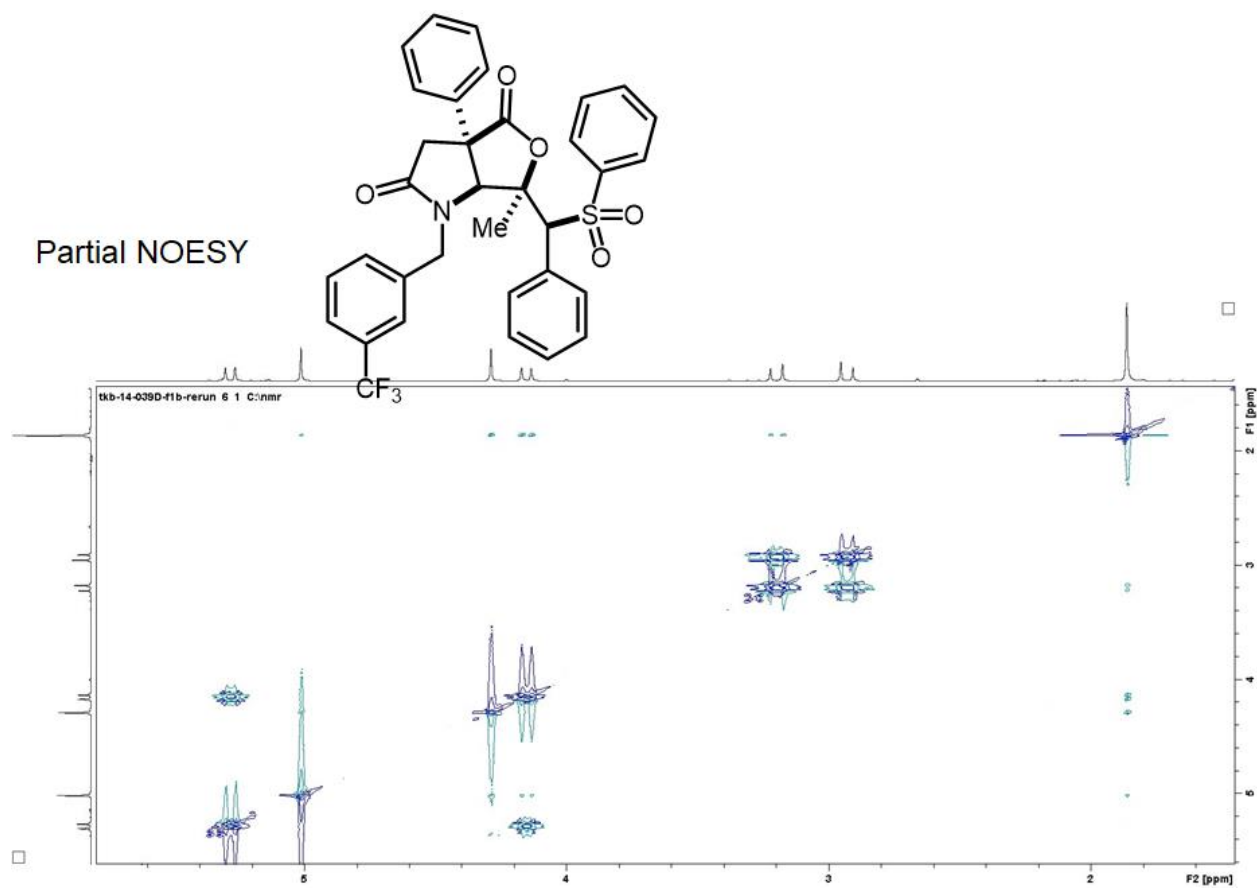 O
O
O
O
N
Me
S
O
O
Partial NOESY
CF3
tkb-14-039D-f1b-rerun 6 1 C:\nmr
F1 [ppm]
2
3
4
5
5
4
3
2
F2 [ppm]